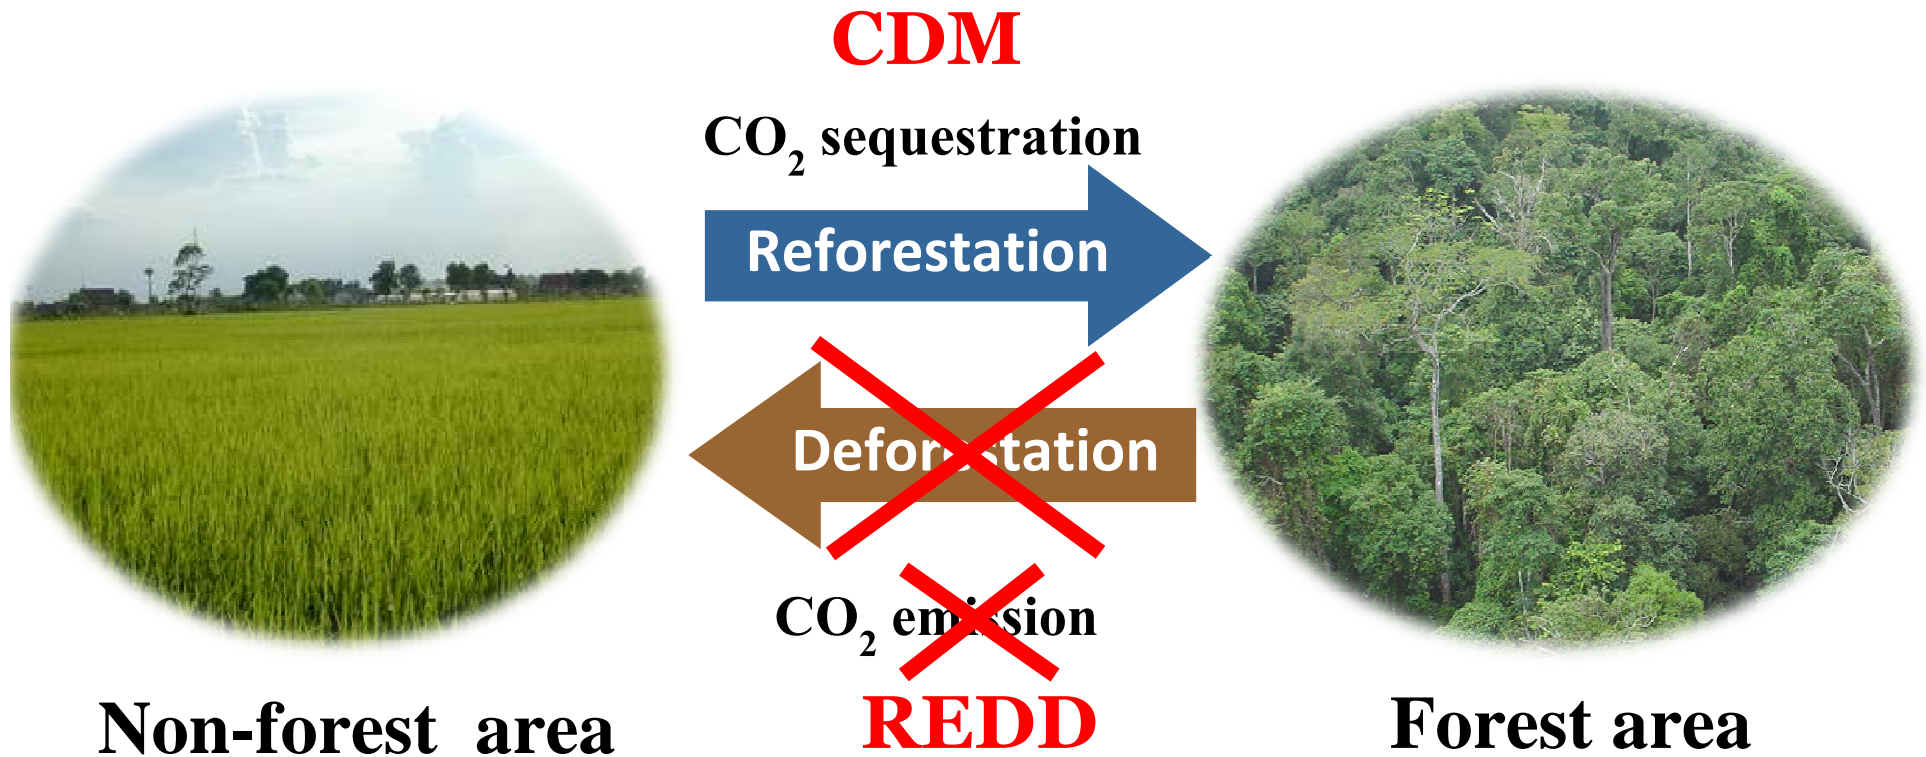 CDM
CO₂ sequestration
Reforestation
Deforestation
CO₂ emission
REDD
Non-forest area
Forest area